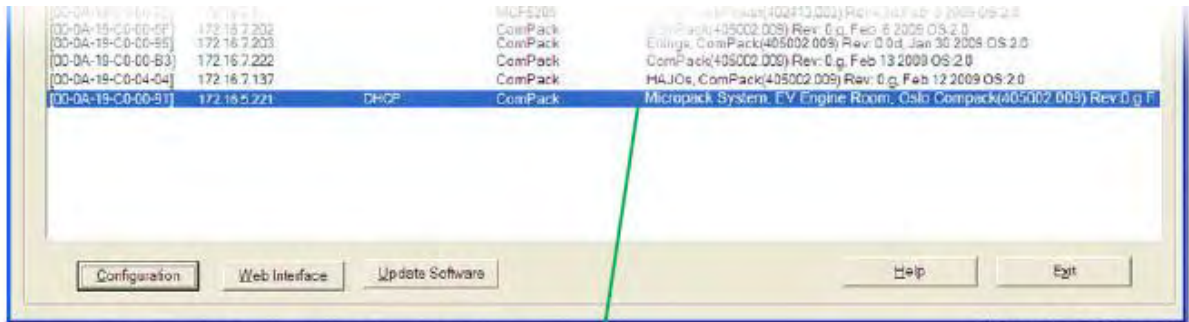 MCF5205
[00-0A-19-C0-00-6F] 172.16.7.202 ComPack ComPack(405002.009) Rev: 0.g, Feb 6 2009 OS:2.0
[00-0A-19-C0-00-95] 172.16.7.203 ComPack ComPack(405002.009) Rev: 0.0d, Jan 30 2009 OS:2.0
[00-0A-19-C0-00-B3] 172.16.7.222 ComPack ComPack(405002.009) Rev: 0.g, Feb 13 2009 OS:2.0
[00-0A-19-C0-04-04] 172.16.7.137 ComPack HAJOs, ComPack(405002.009) Rev: 0.g, Feb 12 2009 OS:2.0
[00-0A-19-C0-00-91] 172.16.5.221 DHCP ComPack Micropack System, EV Engine Room, Oslo Compack(405002.009) Rev:0.g F
Configuration Web Interface Update Software Help Exit